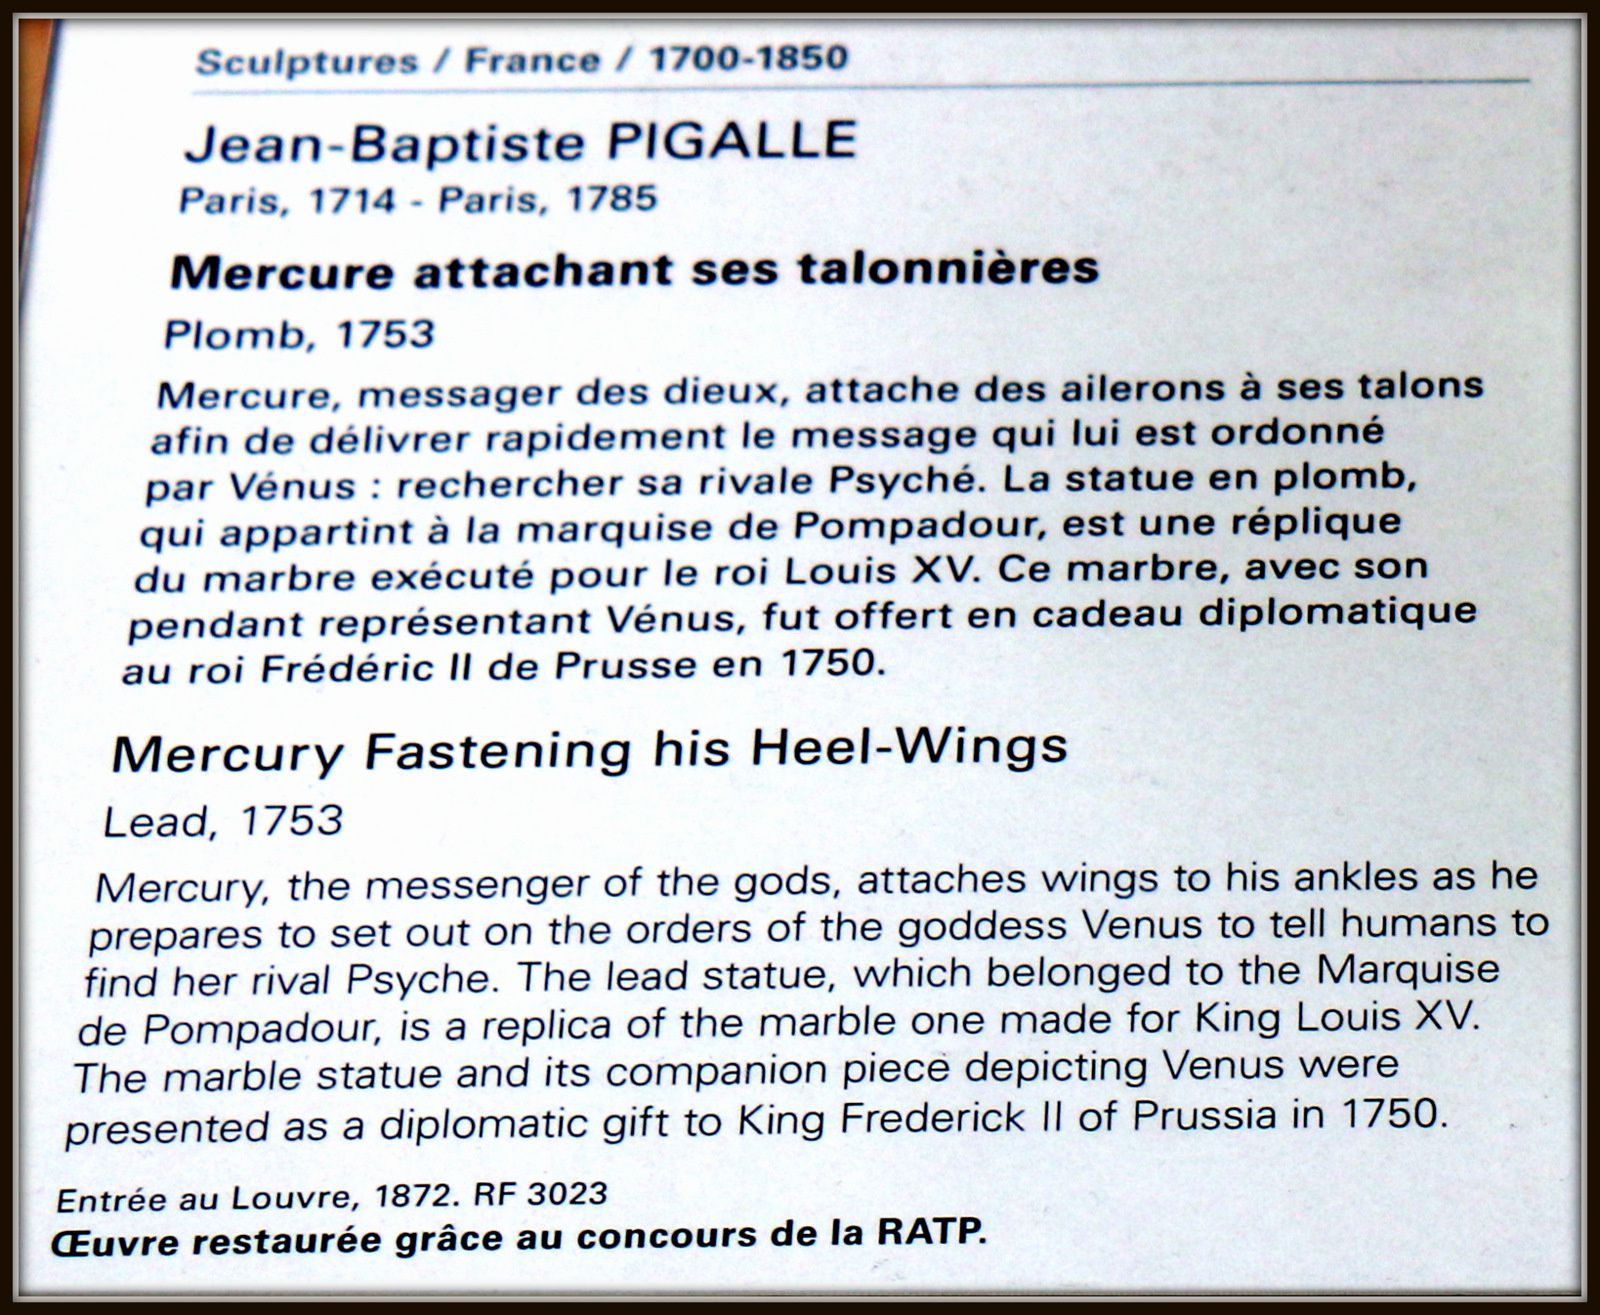 Sculptures / France / 1700-1850
Jean-Baptiste PIGALLE
Paris, 1714 - Paris, 1785
Mercure attachant ses talonnières
Plomb, 1753
Mercure, messager des dieux, attache des ailerons à ses talons
afin de délivrer rapidement le message qui lui est ordonné
par Vénus : rechercher sa rivale Psyché. La statue en plomb,
qui appartint à la marquise de Pompadour, est une réplique
du marbre exécuté pour le roi Louis XV. Ce marbre, avec son
pendant représentant Vénus, fut offert en cadeau diplomatique
au roi Frédéric II de Prusse en 1750.
Mercury Fastening his Heel-Wings
Lead, 1753
Mercury, the messenger of the gods, attaches wings to his ankles as he
prepares to set out on the orders of the goddess Venus to tell humans to
find her rival Psyche. The lead statue, which belonged to the Marquise
de Pompadour, is a replica of the marble one made for King Louis XV.
The marble statue and its companion piece depicting Venus were
presented as a diplomatic gift to King Frederick II of Prussia in 1750.
Entrée au Louvre, 1872. RF 3023
Œuvre restaurée grâce au concours de la RATP.